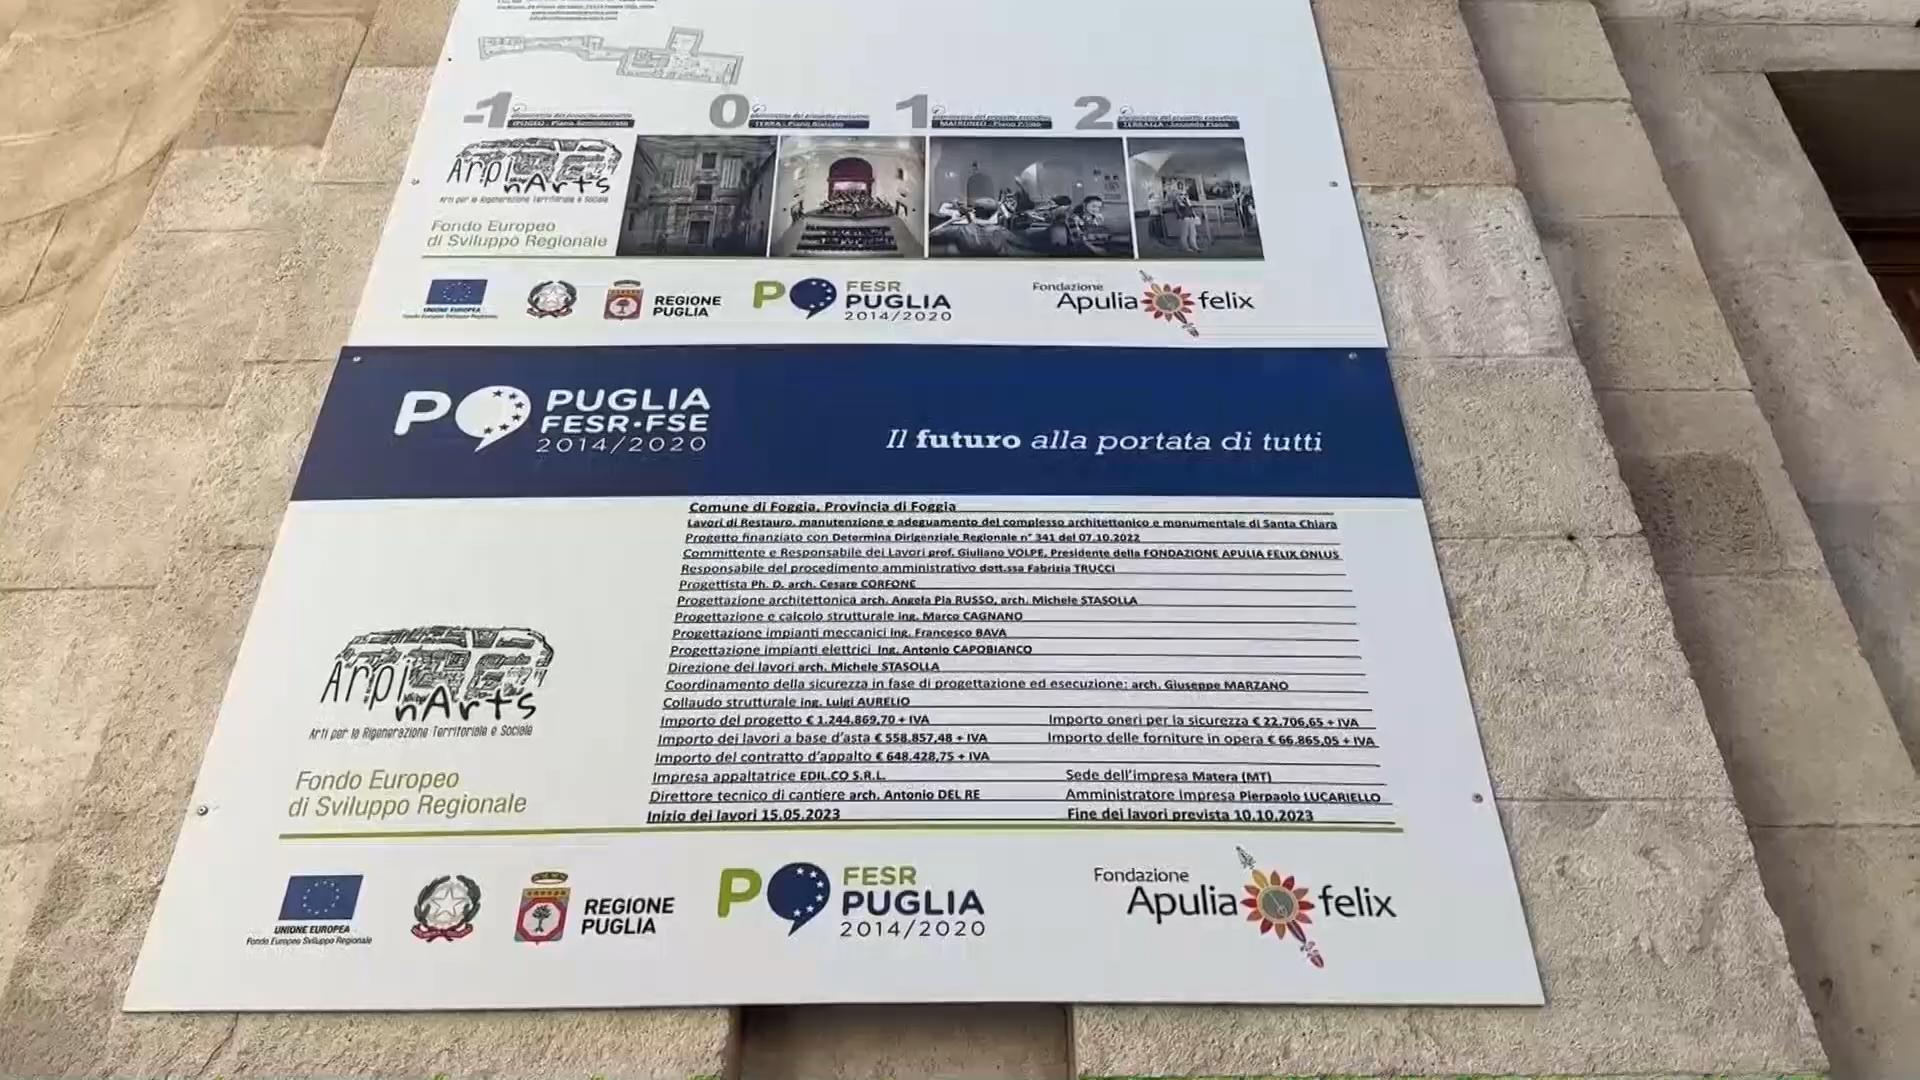 -1 0 1 2
TERRA - Piano Rialzato
TERRAZZA - Secondo Piano
ArpinArts
Arti per la Rigenerazione Territoriale e Sociale
Fondo Europeo
di Sviluppo Regionale
UNIONE EUROPEA
Fondo Europeo Sviluppo Regionale
REGIONE
PUGLIA
PO FESR
PUGLIA
2014/2020
Fondazione
Apulia felix
PO PUGLIA
FESR•FSE
2014/2020
Il futuro alla portata di tutti
Comune di Foggia, Provincia di Foggia
Lavori di Restauro, manutenzione e adeguamento del complesso architettonico e monumentale di Santa Chiara
Progetto finanziato con Determina Dirigenziale Regionale n° 341 del 07.10.2022
Committente e Responsabile dei Lavori prof. Giuliano VOLPE, Presidente della FONDAZIONE APULIA FELIX ONLUS
Responsabile del procedimento amministrativo dott.ssa Fabrizia TRUCCI
Progettista Ph. D. arch. Cesare CORFONE
Progettazione architettonica arch. Angela Pia RUSSO, arch. Michele STASOLLA
Progettazione e calcolo strutturale ing. Marco CAGNANO
Progettazione impianti meccanici ing. Francesco BAVA
Progettazione impianti elettrici ing. Antonio CAPOBIANCO
Direzione dei lavori arch. Michele STASOLLA
Coordinamento della sicurezza in fase di progettazione ed esecuzione: arch. Giuseppe MARZANO
Collaudo strutturale ing. Luigi AURELIO
Importo del progetto € 1.244.869,70 + IVA Importo oneri per la sicurezza € 22.706,65 + IVA
Importo dei lavori a base d'asta € 558.857,48 + IVA Importo delle forniture in opera € 66.865,05 + IVA
Importo del contratto d'appalto € 648.428,75 + IVA
Impresa appaltatrice EDIL.CO S.R.L. Sede dell'impresa Matera (MT)
Direttore tecnico di cantiere arch. Antonio DEL RE Amministratore Impresa Pierpaolo LUCARIELLO
Inizio dei lavori 15.05.2023 Fine dei lavori prevista 10.10.2023
ArpinArts
Arti per la Rigenerazione Territoriale e Sociale
Fondo Europeo
di Sviluppo Regionale
UNIONE EUROPEA
Fondo Europeo Sviluppo Regionale
REGIONE
PUGLIA
PO FESR
PUGLIA
2014/2020
Fondazione
Apulia felix